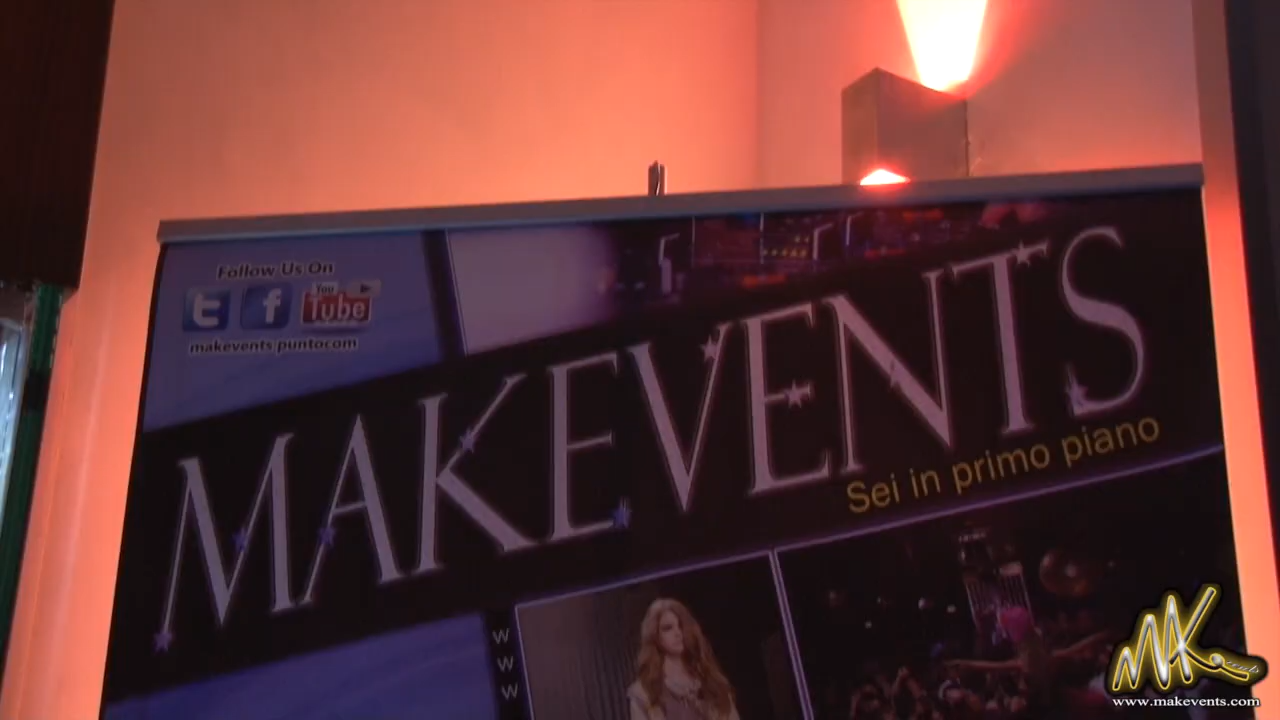 Follow Us On
You
Tube
makevents puntocom
MAKEVENTS
Sei in primo piano
www
MK
www.makevents.com